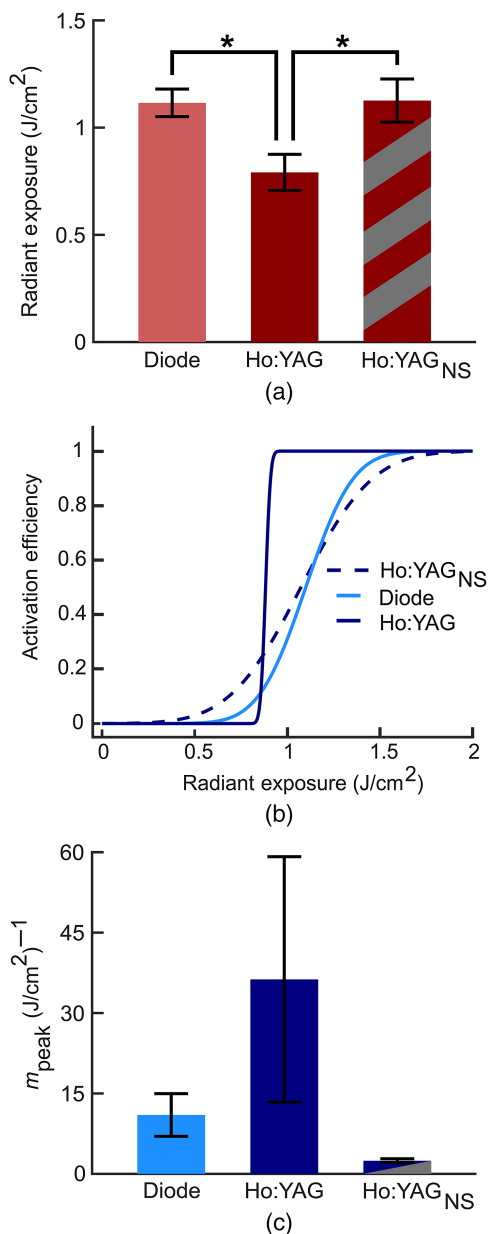 Radiant exposure (J/cm2)
1.5
1
0.5
0
*
*
Diode
Ho:YAG
Ho:YAGNS
(a)
Activation efficiency
1
0.8
0.6
0.4
0.2
0
Ho:YAGNS
Diode
Ho:YAG
0
0.5
1
1.5
2
Radiant exposure (J/cm2)
(b)
mpeak (J/cm2)−1
60
45
30
15
0
Diode
Ho:YAG
Ho:YAGNS
(c)